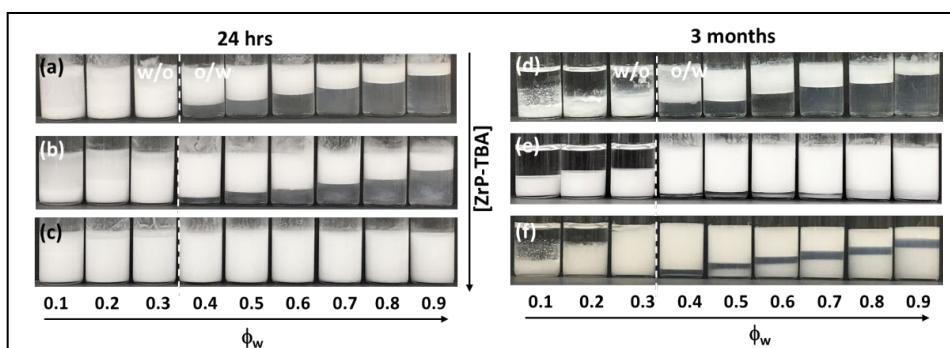 24 hrs
3 months
(a)
w/o o/w
(d)
w/o o/w
(b)
(e)
(c)
(f)
[ZrP-TBA]
0.1 0.2 0.3 0.4 0.5 0.6 0.7 0.8 0.9
0.1 0.2 0.3 0.4 0.5 0.6 0.7 0.8 0.9
ϕw
ϕw